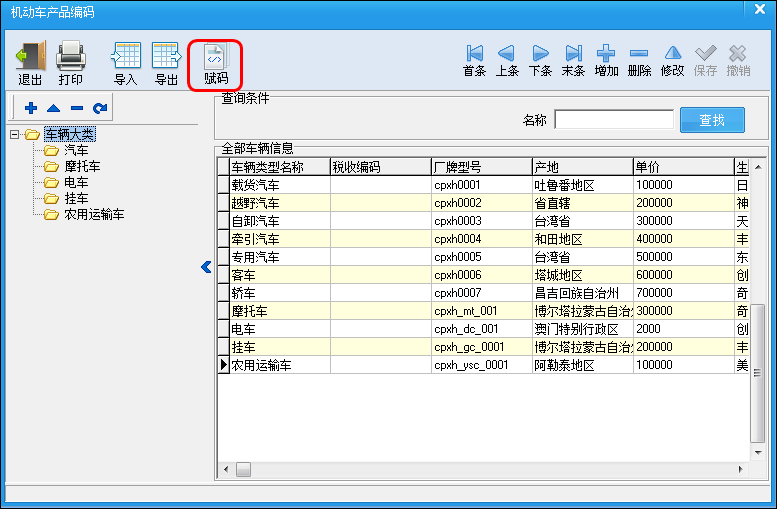 机动车产品编码
退出 打印 导入 导出 赋码 首条 上条 下条 末条 增加 删除 修改 保存 撤销
车辆大类
汽车
摩托车
电车
挂车
农用运输车
查询条件
名称 查找
全部车辆信息
车辆类型名称 税收编码 厂牌型号 产地 单价 生
载货汽车 cpxh0001 吐鲁番地区 100000 日
越野汽车 cpxh0002 省直辖 200000 神
自卸汽车 cpxh0003 台湾省 300000 天
牵引汽车 cpxh0004 和田地区 400000 丰
专用汽车 cpxh0005 台湾省 500000 东
客车 cpxh0006 塔城地区 600000 创
轿车 cpxh0007 昌吉回族自治州 700000 奇
摩托车 cpxh_mt_001 博尔塔拉蒙古自治 300000 奇
电车 cpxh_dc_001 澳门特别行政区 2000 创
挂车 cpxh_gc_0001 博尔塔拉蒙古自治 200000 丰
农用运输车 cpxh_ysc_0001 阿勒泰地区 100000 美